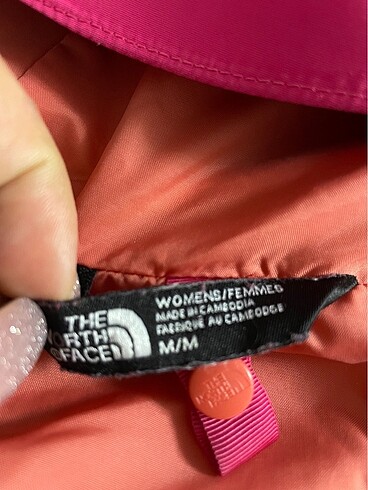 THE
NORTH
FACE
WOMENS/FEMMES
MADE IN CAMBODIA
FABRIQUÉ AU CAMBODGE
M/M